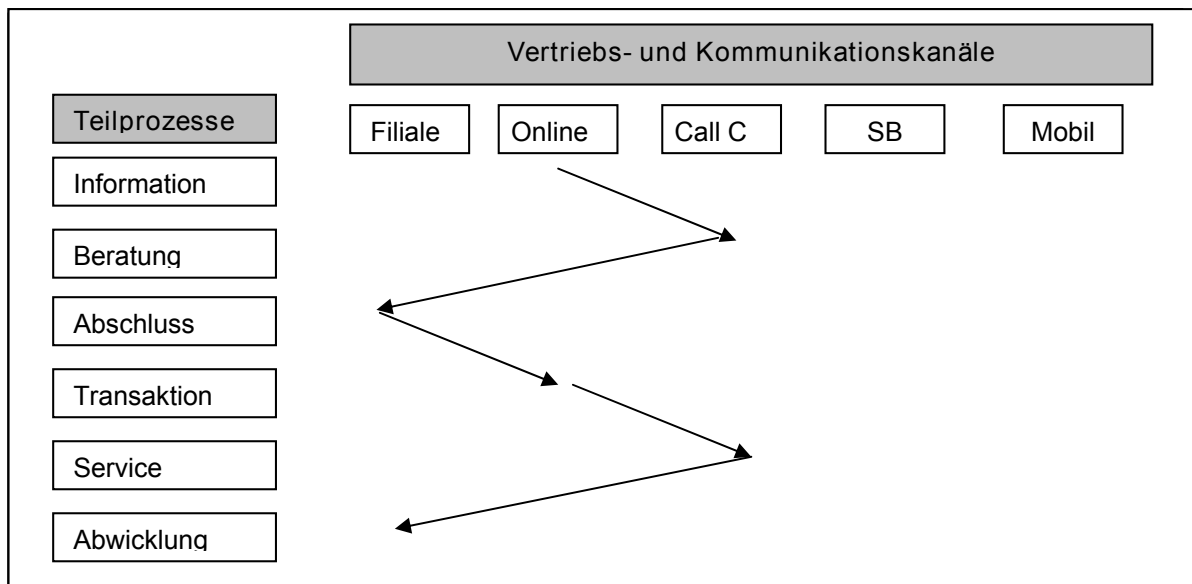 Vertriebs- und Kommunikationskanäle
Teilprozesse
Filiale
Online
Call C
SB
Mobil
Information
Beratung
Abschluss
Transaktion
Service
Abwicklung